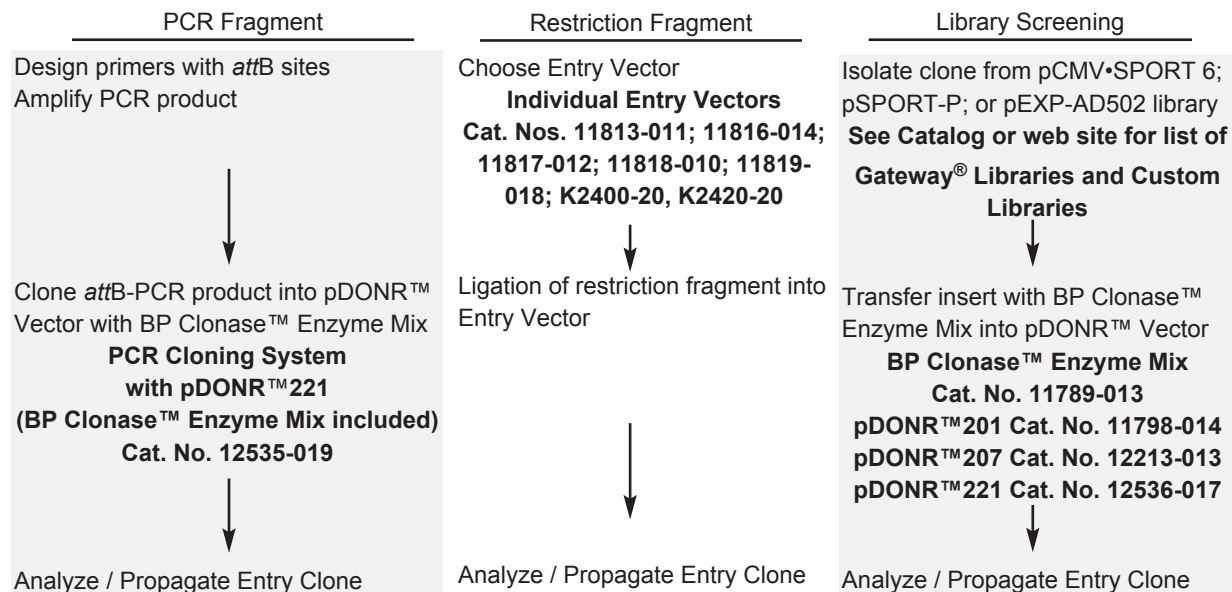 PCR Fragment
Design primers with attB sites
Amplify PCR product
Clone attB-PCR product into pDONR™
Vector with BP Clonase™ Enzyme Mix
PCR Cloning System
with pDONR™221
(BP Clonase™ Enzyme Mix included)
Cat. No. 12535-019
Analyze / Propagate Entry Clone
Restriction Fragment
Choose Entry Vector
Individual Entry Vectors
Cat. Nos. 11813-011; 11816-014;
11817-012; 11818-010; 11819-
018; K2400-20, K2420-20
Ligation of restriction fragment into
Entry Vector
Analyze / Propagate Entry Clone
Library Screening
Isolate clone from pCMV•SPORT 6;
pSPORT-P; or pEXP-AD502 library
See Catalog or web site for list of
Gateway® Libraries and Custom
Libraries
Transfer insert with BP Clonase™
Enzyme Mix into pDONR™ Vector
BP Clonase™ Enzyme Mix
Cat. No. 11789-013
pDONR™201 Cat. No. 11798-014
pDONR™207 Cat. No. 12213-013
pDONR™221 Cat. No. 12536-017
Analyze / Propagate Entry Clone